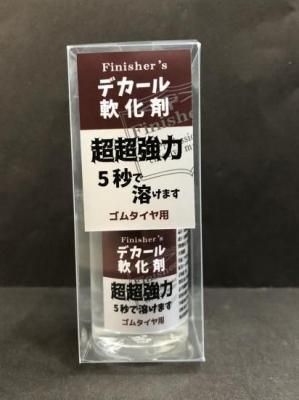 Finisher's
デカール
軟化剤
超超強力
5秒で
溶けます
ゴムタイヤ用
Finisher's
デカール
軟化剤
超超強力
5秒で溶けます
ゴムタイヤ用